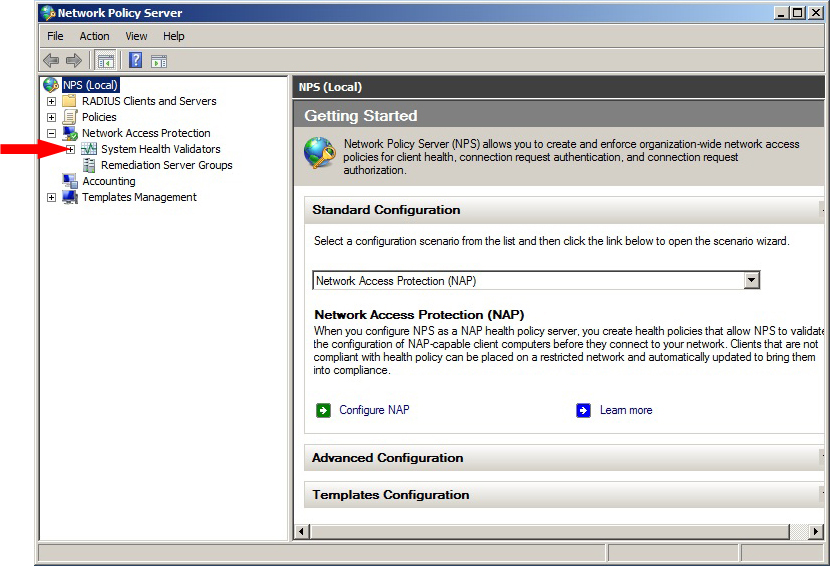 Network Policy Server
File Action View Help
NPS (Local)
RADIUS Clients and Servers
Policies
Network Access Protection
System Health Validators
Remediation Server Groups
Accounting
Templates Management
NPS (Local)
Getting Started
Network Policy Server (NPS) allows you to create and enforce organization-wide network access
policies for client health, connection request authentication, and connection request
authorization.
Standard Configuration
Select a configuration scenario from the list and then click the link below to open the scenario wizard.
Network Access Protection (NAP)
Network Access Protection (NAP)
When you configure NPS as a NAP health policy server, you create health policies that allow NPS to validate
the configuration of NAP-capable client computers before they connect to your network. Clients that are not
compliant with health policy can be placed on a restricted network and automatically updated to bring them
into compliance.
Configure NAP
Learn more
Advanced Configuration
Templates Configuration